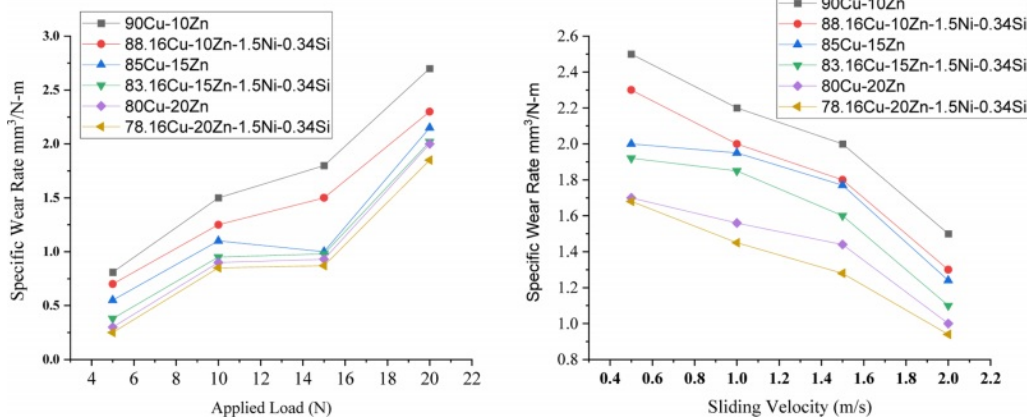 90Cu-10Zn
88.16Cu-10Zn-1.5Ni-0.34Si
85Cu-15Zn
83.16Cu-15Zn-1.5Ni-0.34Si
80Cu-20Zn
78.16Cu-20Zn-1.5Ni-0.34Si
Specific Wear Rate mm³/N-m
3.0
2.5
2.0
1.5
1.0
0.5
0.0
4 6 8 10 12 14 16 18 20 22
Applied Load (N)
90Cu-10Zn
88.16Cu-10Zn-1.5Ni-0.34Si
85Cu-15Zn
83.16Cu-15Zn-1.5Ni-0.34Si
80Cu-20Zn
78.16Cu-20Zn-1.5Ni-0.34Si
Specific Wear Rate mm³/N-m
2.6
2.4
2.2
2.0
1.8
1.6
1.4
1.2
1.0
0.8
0.4 0.6 0.8 1.0 1.2 1.4 1.6 1.8 2.0 2.2
Sliding Velocity (m/s)